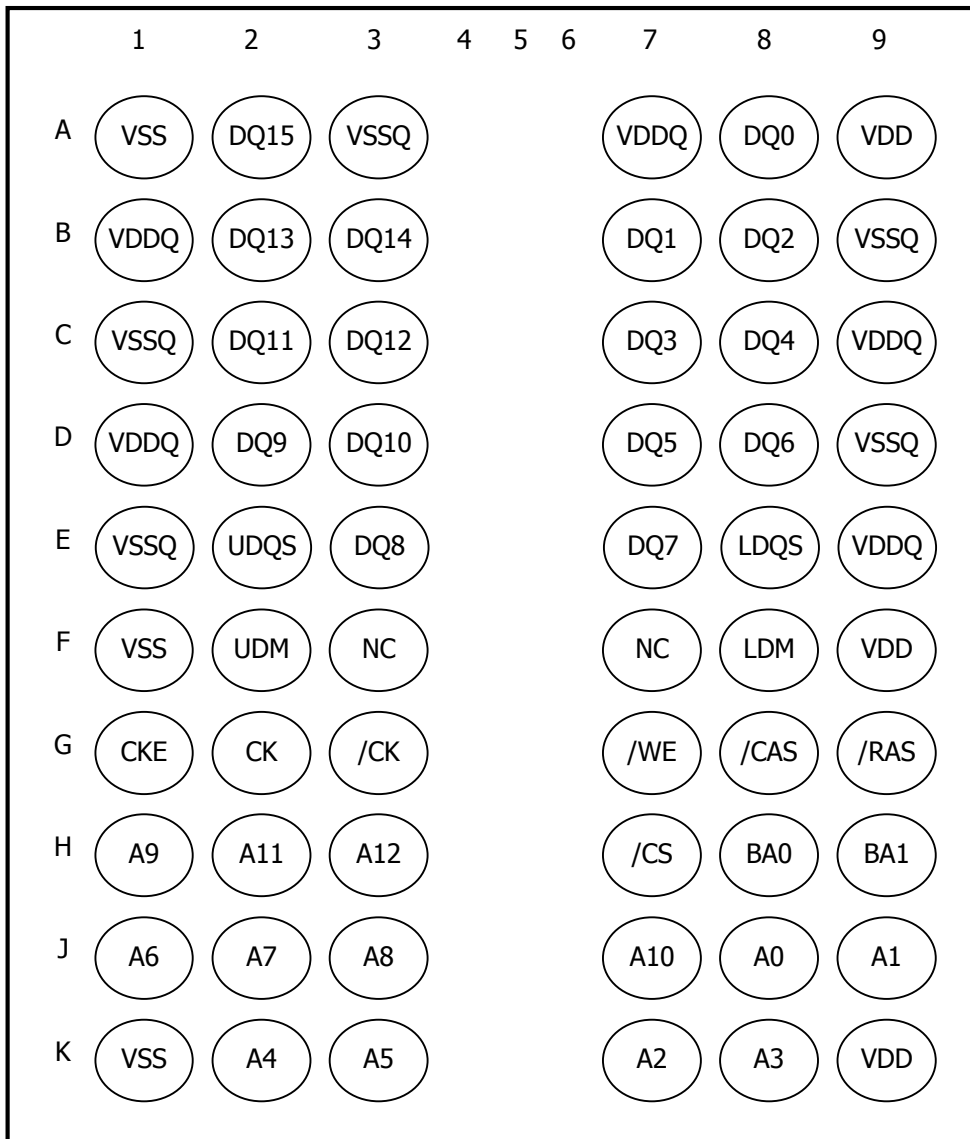 1 2 3 4 5 6 7 8 9
A VSS DQ15 VSSQ VDDQ DQ0 VDD
B VDDQ DQ13 DQ14 DQ1 DQ2 VSSQ
C VSSQ DQ11 DQ12 DQ3 DQ4 VDDQ
D VDDQ DQ9 DQ10 DQ5 DQ6 VSSQ
E VSSQ UDQS DQ8 DQ7 LDQS VDDQ
F VSS UDM NC NC LDM VDD
G CKE CK /CK /WE /CAS /RAS
H A9 A11 A12 /CS BA0 BA1
J A6 A7 A8 A10 A0 A1
K VSS A4 A5 A2 A3 VDD